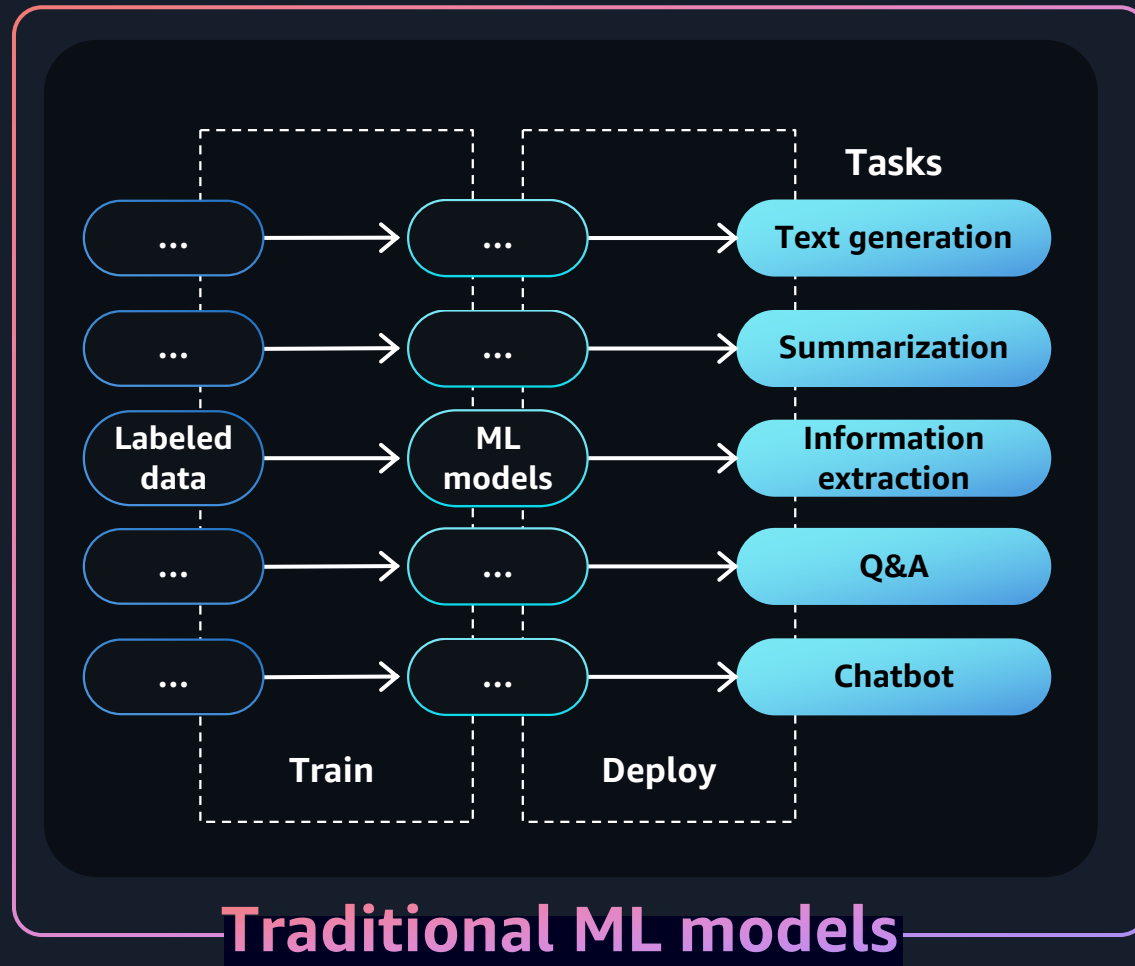 Tasks
... ... Text generation
... ... Summarization
Labeled
data
ML
models
Information
extraction
... ... Q&A
... ... Chatbot
Train Deploy
Traditional ML models